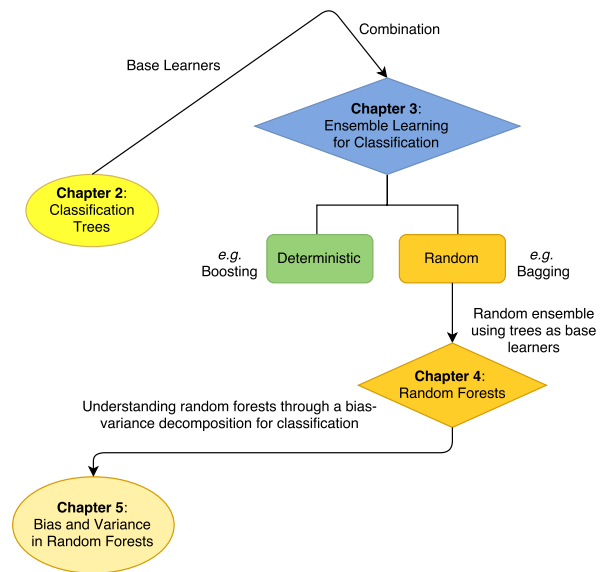 Combination
Base Learners
Chapter 3:
Ensemble Learning
for Classification
Chapter 2:
Classification
Trees
e.g.
Boosting
Deterministic
Random
e.g.
Bagging
Random ensemble
using trees as base
learners
Chapter 4:
Random Forests
Understanding random forests through a bias-
variance decomposition for classification
Chapter 5:
Bias and Variance
in Random Forests